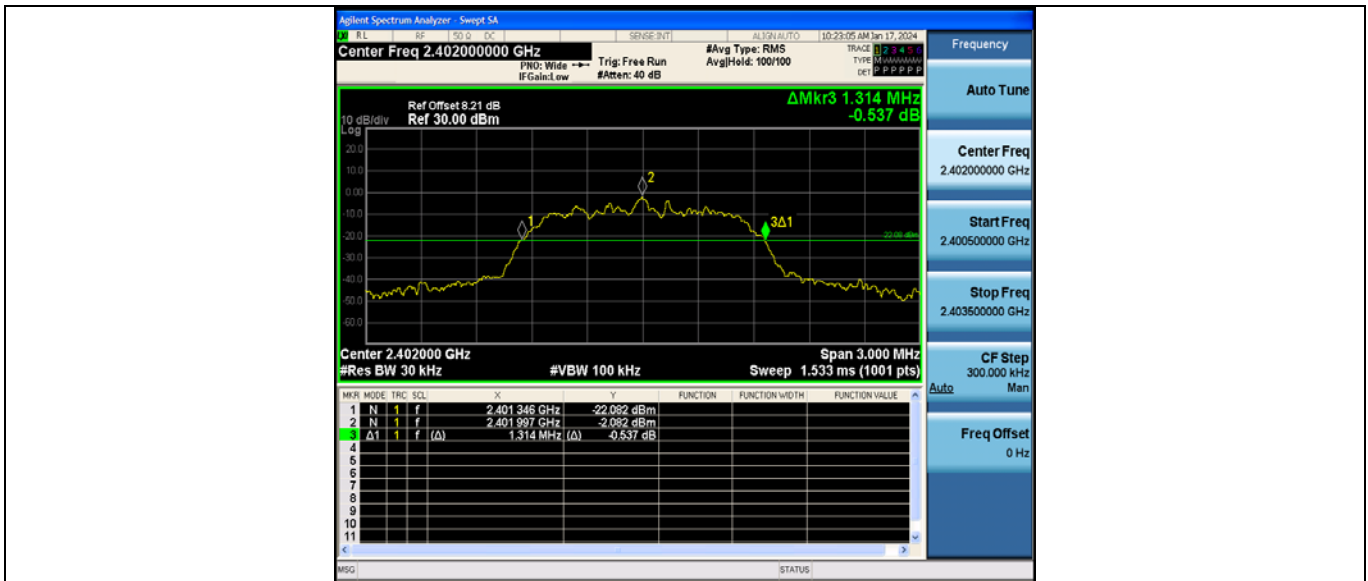 Agilent Spectrum Analyzer - Swept SA
RL RF 50 Ω DC SENSE:INT ALIGN AUTO 10:23:05 AM Jan 17, 2024
Center Freq 2.402000000 GHz
PNO: Wide
IFGain:Low
Trig: Free Run
#Atten: 40 dB
#Avg Type: RMS
Avg|Hold: 100/100
TRACE 1 2 3 4 5 6
TYPE M
DET P P P P P P
Frequency
ΔMkr3 1.314 MHz
-0.537 dB
Ref Offset 8.21 dB
10 dB/div Ref 30.00 dBm
Log
20.0
10.0
0.00
-10.0
-20.0
-30.0
-40.0
-50.0
-60.0
1
2
3Δ1
Center 2.402000 GHz Span 3.000 MHz
#Res BW 30 kHz #VBW 100 kHz Sweep 1.533 ms (1001 pts)
MKR MODE TRC SCL X Y FUNCTION FUNCTION WIDTH FUNCTION VALUE
1 N 1 f 2.401 346 GHz -22.082 dBm
2 N 1 f 2.401 997 GHz -2.082 dBm
3 Δ1 1 f (Δ) 1.314 MHz (Δ) -0.537 dB
4
5
6
7
8
9
10
11
MSG STATUS
Auto Tune
Center Freq
2.402000000 GHz
Start Freq
2.400500000 GHz
Stop Freq
2.403500000 GHz
CF Step
300.000 kHz
Auto Man
Freq Offset
0 Hz